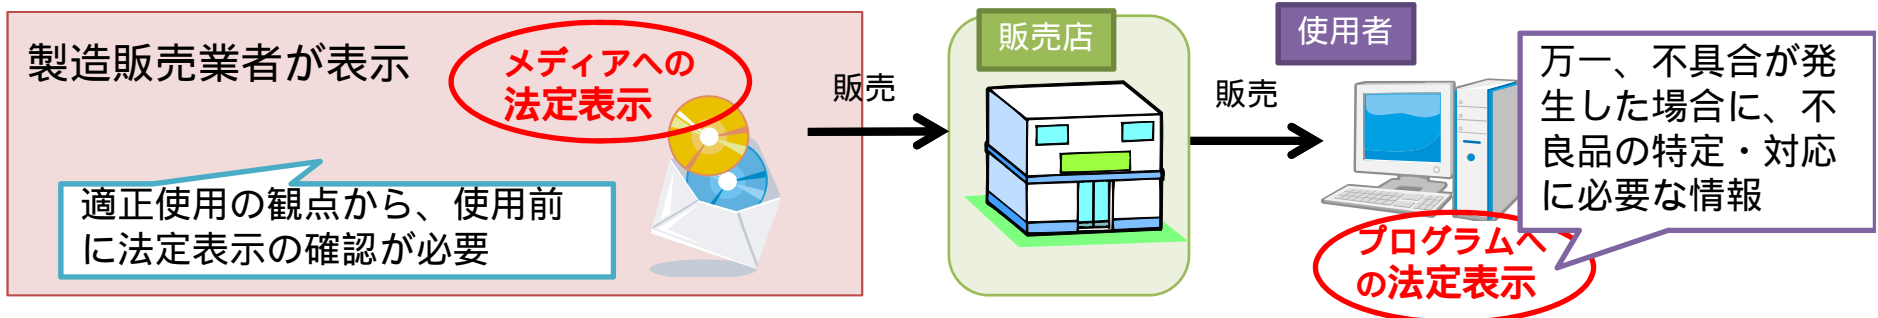 製造販売業者が表示
メディアへの
法定表示
適正使用の観点から、使用前
に法定表示の確認が必要
販売
販売店
販売
使用者
万一、不具合が発
生した場合に、不
良品の特定・対応
に必要な情報
プログラムへ
の法定表示